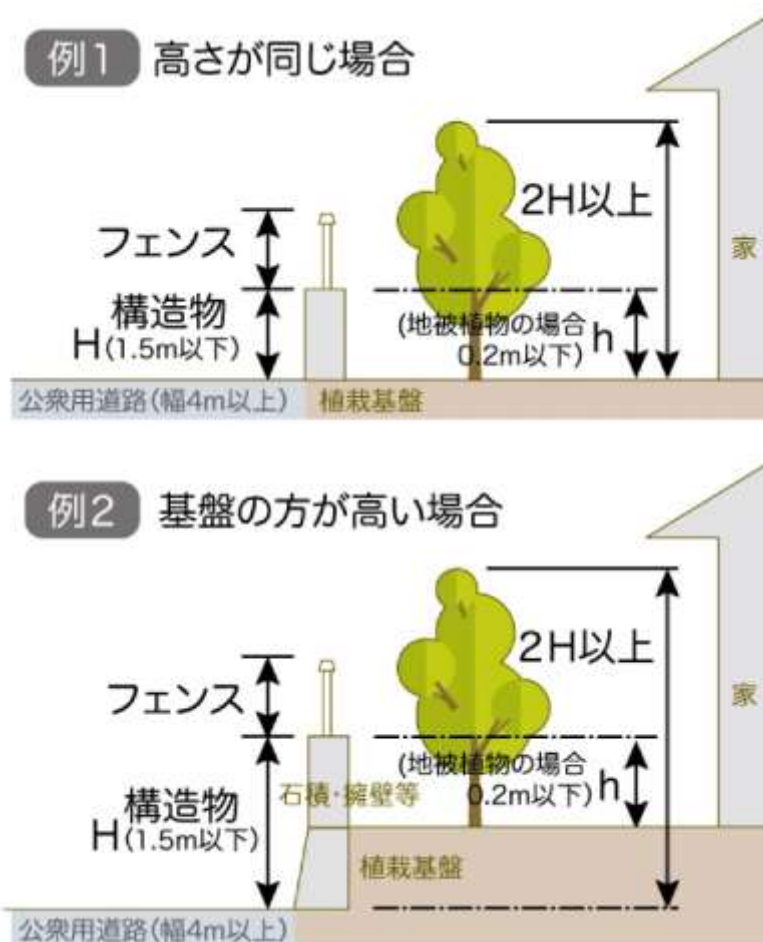 例1 高さが同じ場合
2H以上
フェンス
家
構造物
H(1.5m以下)
(地被植物の場合
0.2m以下) h
公衆用道路(幅4m以上) 植栽基盤
例2 基盤の方が高い場合
2H以上
フェンス
家
(地被植物の場合
0.2m以下) h
石積・擁壁等
構造物
H(1.5m以下)
植栽基盤
公衆用道路(幅4m以上)